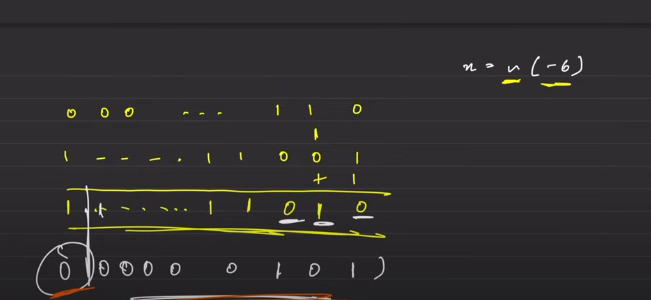 x = ~ (-6)
0 0 0 ... 1 1 0
1
1 - - - . 1 1 0 0 1
+ 1
1 1 - . . . . . 1 1 0 1 0
0 0 0 0 0 0 1 0 1 )